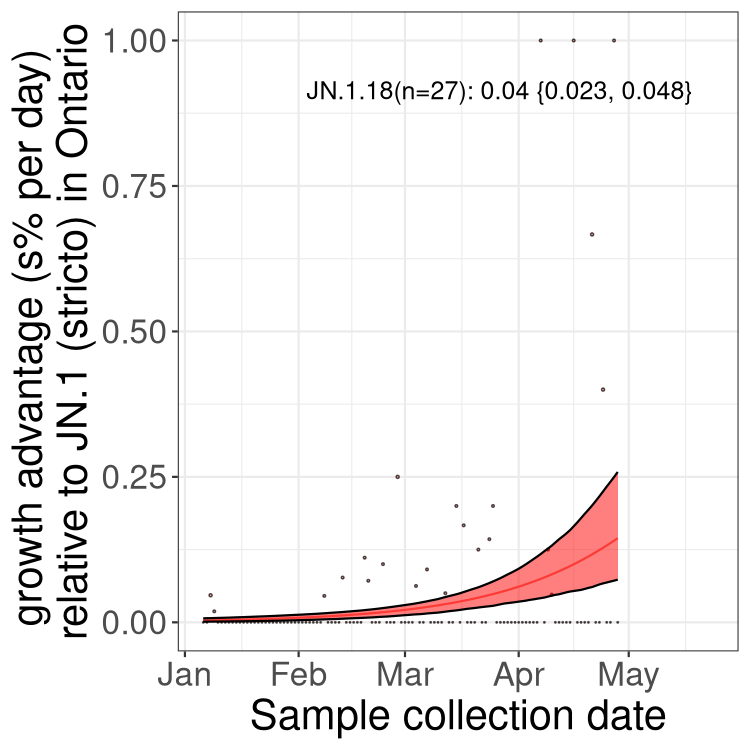 growth advantage (s% per day)
relative to JN.1 (stricto) in Ontario
1.00
0.75
0.50
0.25
0.00
JN.1.18(n=27): 0.04 {0.023, 0.048}
Jan Feb Mar Apr May
Sample collection date